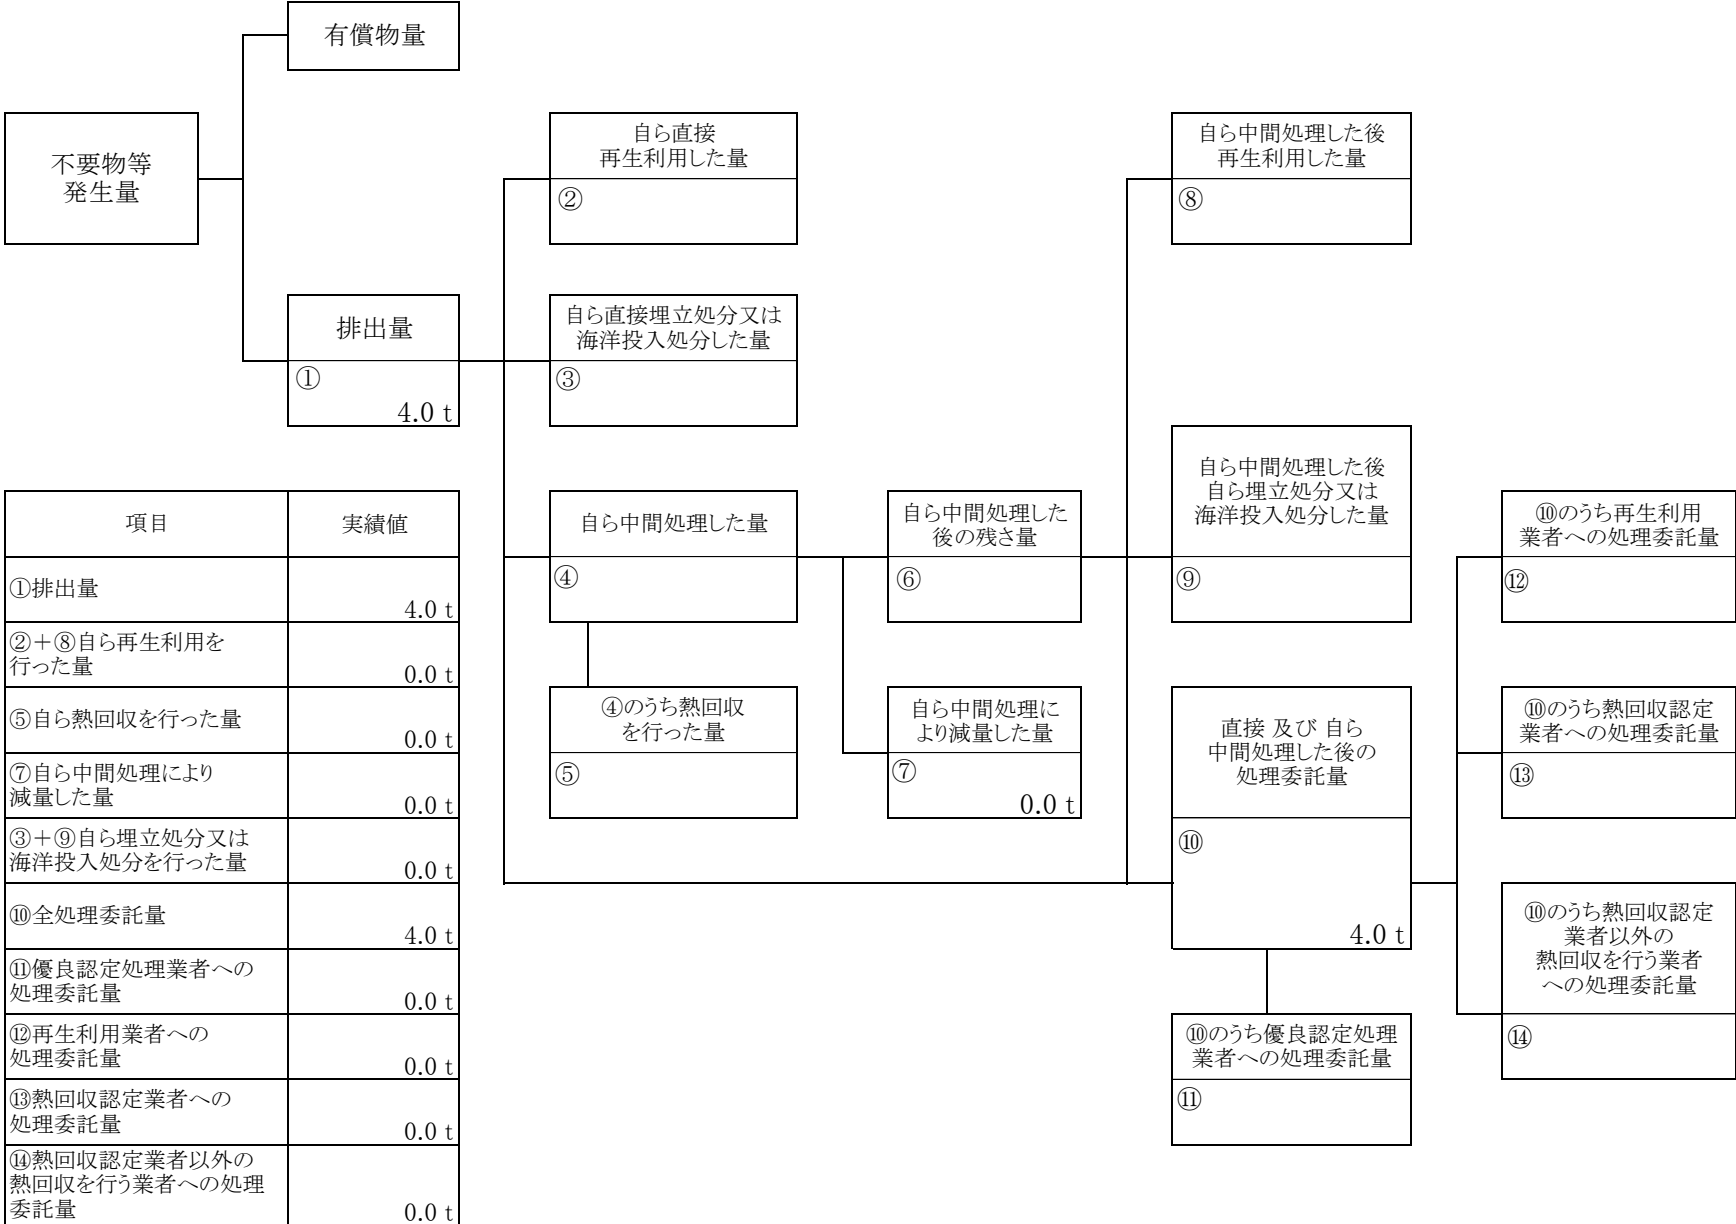 有償物量
不要物等
発生量
自ら直接
再生利用した量
②
自ら中間処理した後
再生利用した量
⑧
排出量
①
4.0 t
自ら直接埋立処分又は
海洋投入処分した量
③
自ら中間処理した量
④
自ら中間処理した
後の残さ量
⑥
自ら中間処理した後
自ら埋立処分又は
海洋投入処分した量
⑨
⑩のうち再生利用
業者への処理委託量
⑫
④のうち熱回収
を行った量
⑤
自ら中間処理に
より減量した量
⑦
0.0 t
直接 及び 自ら
中間処理した後の
処理委託量
⑩
4.0 t
⑩のうち熱回収認定
業者への処理委託量
⑬
⑩のうち熱回収認定
業者以外の
熱回収を行う業者
への処理委託量
⑭
⑩のうち優良認定処理
業者への処理委託量
⑪
項目
実績値
①排出量
4.0 t
②＋⑧自ら再生利用を
行った量
0.0 t
⑤自ら熱回収を行った量
0.0 t
⑦自ら中間処理により
減量した量
0.0 t
③＋⑨自ら埋立処分又は
海洋投入処分を行った量
0.0 t
⑩全処理委託量
4.0 t
⑪優良認定処理業者への
処理委託量
0.0 t
⑫再生利用業者への
処理委託量
0.0 t
⑬熱回収認定業者への
処理委託量
0.0 t
⑭熱回収認定業者以外の
熱回収を行う業者への処理
委託量
0.0 t